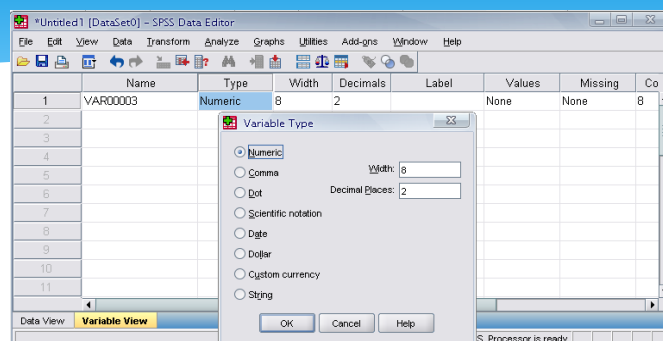 *Untitled1 [DataSet0] - SPSS Data Editor
File Edit View Data Transform Analyze Graphs Utilities Add-ons Window Help
Name Type Width Decimals Label Values Missing Co
1 VAR00003 Numeric 8 2 None None 8
2
3
4
5
6
7
8
9
10
11
Variable Type
Numeric
Comma
Dot
Scientific notation
Date
Dollar
Custom currency
String
Width: 8
Decimal Places: 2
OK Cancel Help
Data View Variable View
S Processor is ready